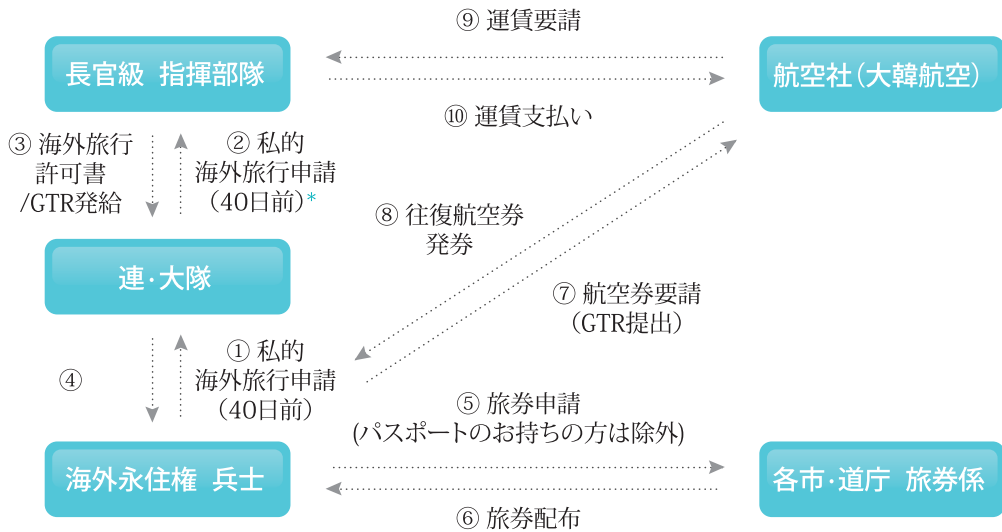 ⑨ 運賃要請
長官級 指揮部隊
航空社(大韓航空)
⑩ 運賃支払い
③ 海外旅行
許可書
/GTR発給
② 私的
海外旅行申請
(40日前)*
⑧ 往復航空券
発券
連·大隊
⑦ 航空券要請
(GTR提出)
④
① 私的
海外旅行申請
(40日前)
⑤ 旅券申請
(パスポートのお持ちの方は除外)
海外永住権 兵士
各市·道庁 旅券係
⑥ 旅券配布